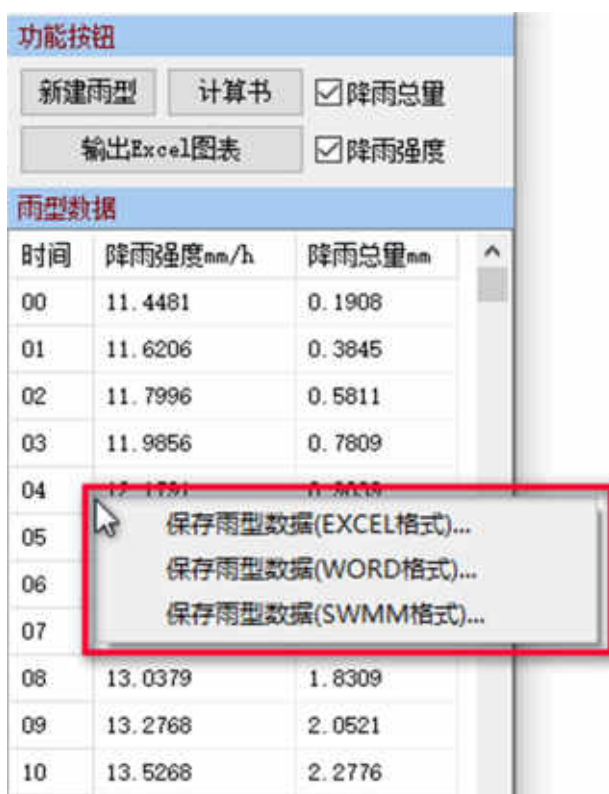 功能按钮
新建雨型 计算书 降雨总量
输出Excel图表 降雨强度
雨型数据
时间 降雨强度mm/h 降雨总量mm
00 11.4481 0.1908
01 11.6206 0.3845
02 11.7996 0.5811
03 11.9856 0.7809
04
保存雨型数据(EXCEL格式)...
05
保存雨型数据(WORD格式)...
06
保存雨型数据(SWMM格式)...
07
08 13.0379 1.8309
09 13.2768 2.0521
10 13.5268 2.2776